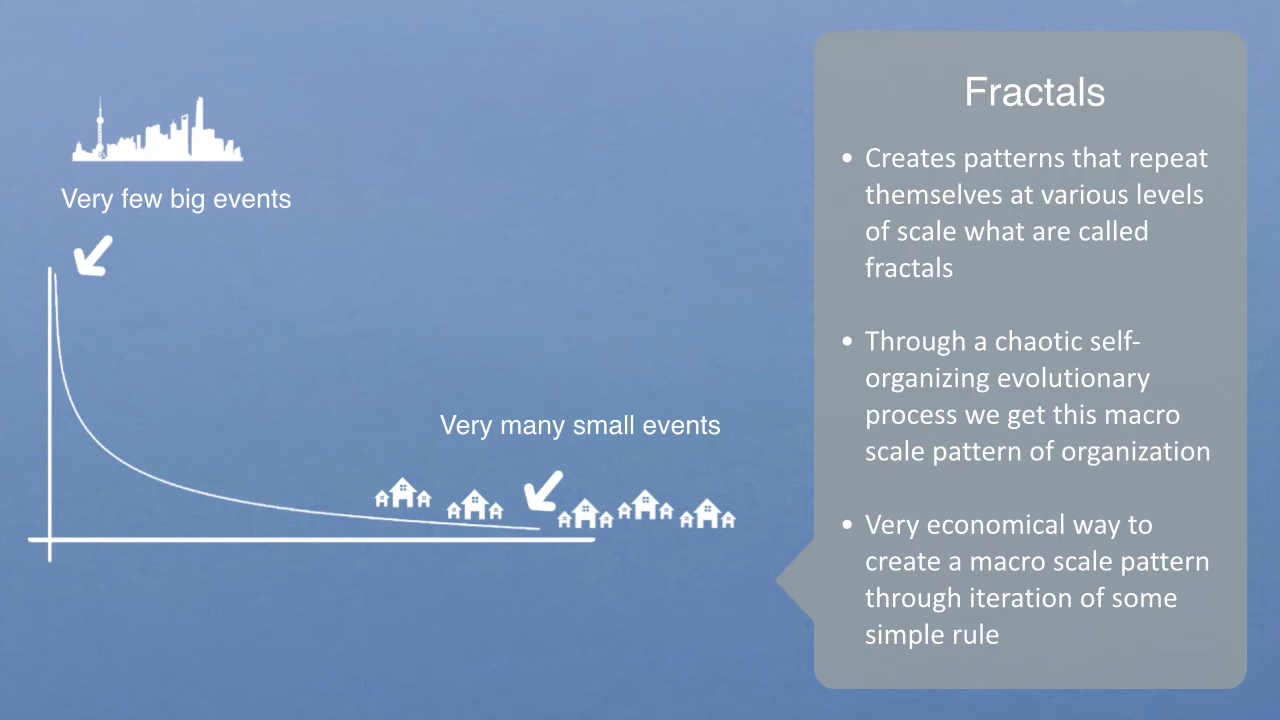 Very few big events
Very many small events
Fractals
• Creates patterns that repeat
themselves at various levels
of scale what are called
fractals
• Through a chaotic self-
organizing evolutionary
process we get this macro
scale pattern of organization
• Very economical way to
create a macro scale pattern
through iteration of some
simple rule